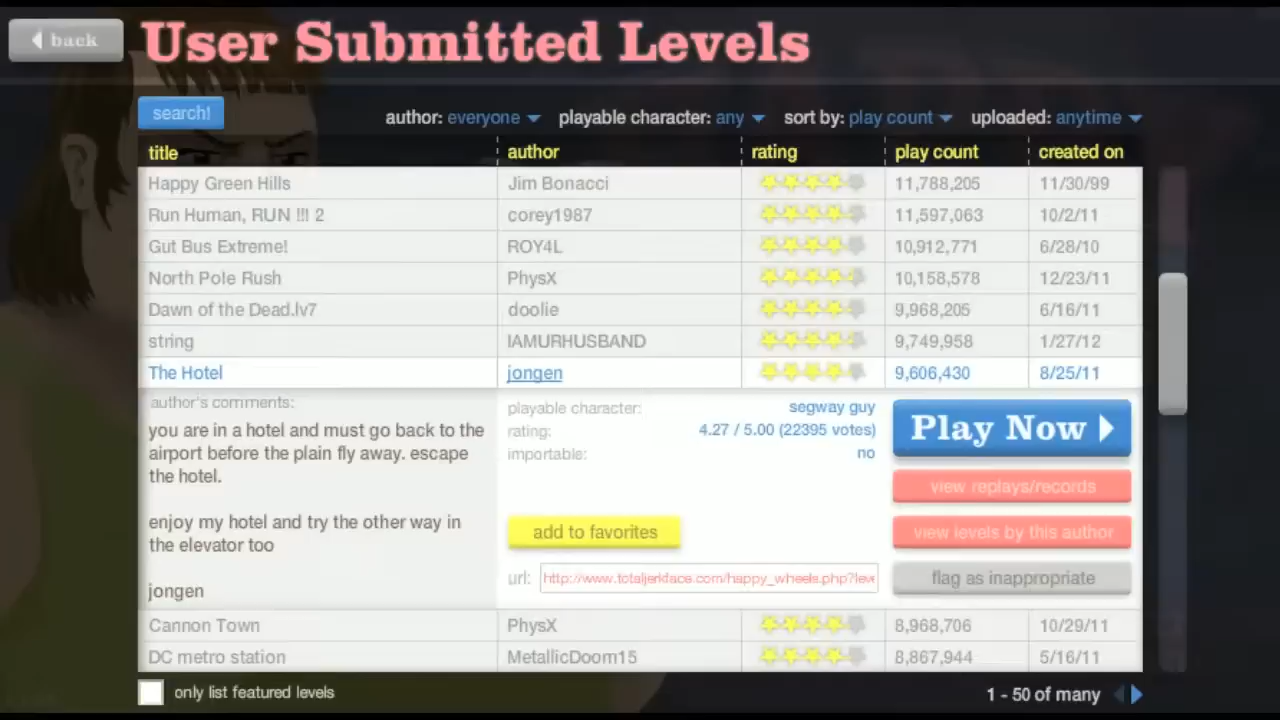 back
User Submitted Levels
search!
author: everyone playable character: any sort by: play count uploaded: anytime
title author rating play count created on
Happy Green Hills Jim Bonacci 11,788,205 11/30/99
Run Human, RUN !!! 2 corey1987 11,597,063 10/2/11
Gut Bus Extreme! ROY4L 10,912,771 6/28/10
North Pole Rush PhysX 10,158,578 12/23/11
Dawn of the Dead.lv7 doolie 9,968,205 6/16/11
string IAMURHUSBAND 9,749,958 1/27/12
The Hotel jongen 9,606,430 8/25/11
author's comments:
you are in a hotel and must go back to the
airport before the plain fly away. escape
the hotel.
enjoy my hotel and try the other way in
the elevator too
jongen
playable character: segway guy
rating: 4.27 / 5.00 (22395 votes)
importable: no
add to favorites
url: http://www.totaljerkface.com/happy_wheels.php?leve
Play Now
view replays/records
view levels by this author
flag as inappropriate
Cannon Town PhysX 8,968,706 10/29/11
DC metro station MetallicDoom15 8,867,944 5/16/11
only list featured levels 1 - 50 of many